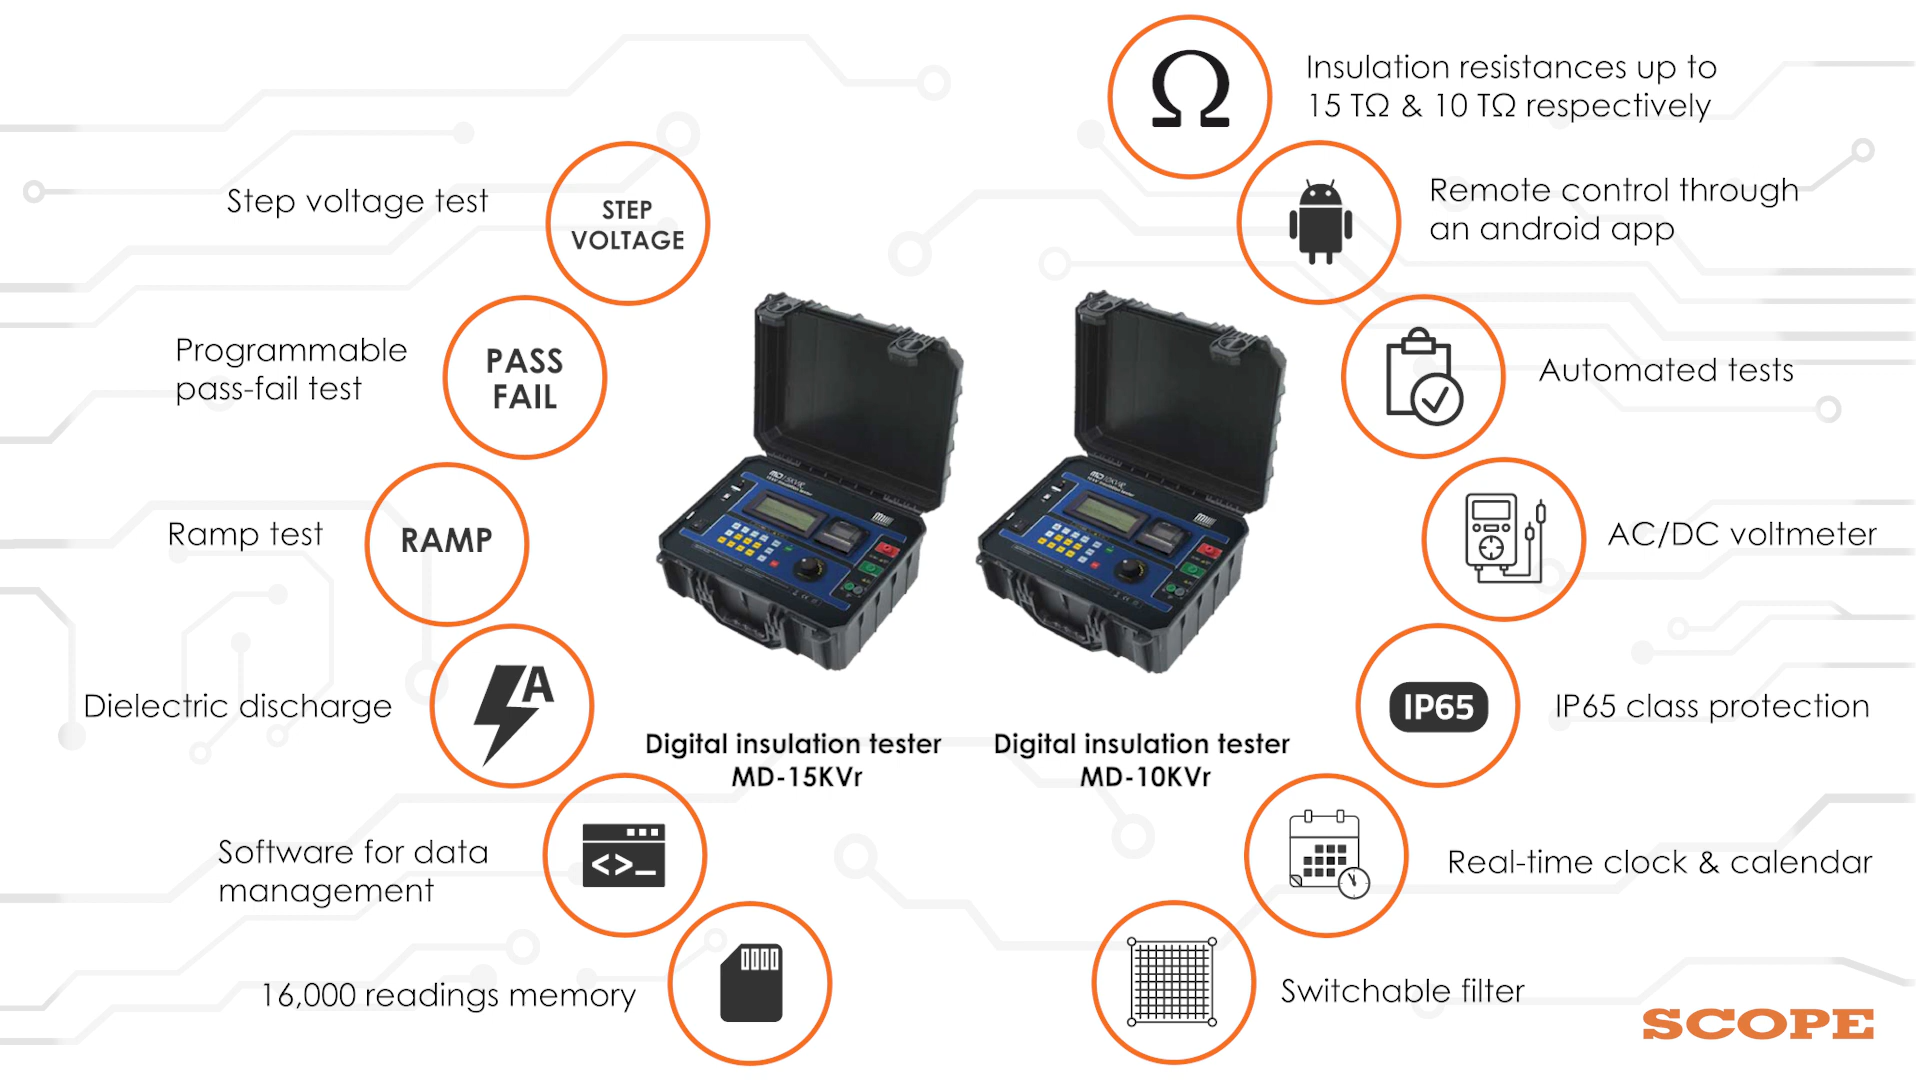 Insulation resistances up to
15 TΩ & 10 TΩ respectively
Remote control through
an android app
Automated tests
AC/DC voltmeter
IP65
IP65 class protection
Real-time clock & calendar
Switchable filter
Step voltage test
STEP
VOLTAGE
Programmable
pass-fail test
PASS
FAIL
Ramp test
RAMP
Dielectric discharge
A
Software for data
management
<>_
16,000 readings memory
Digital insulation tester
MD-15KVr
Digital insulation tester
MD-10KVr
SCOPE